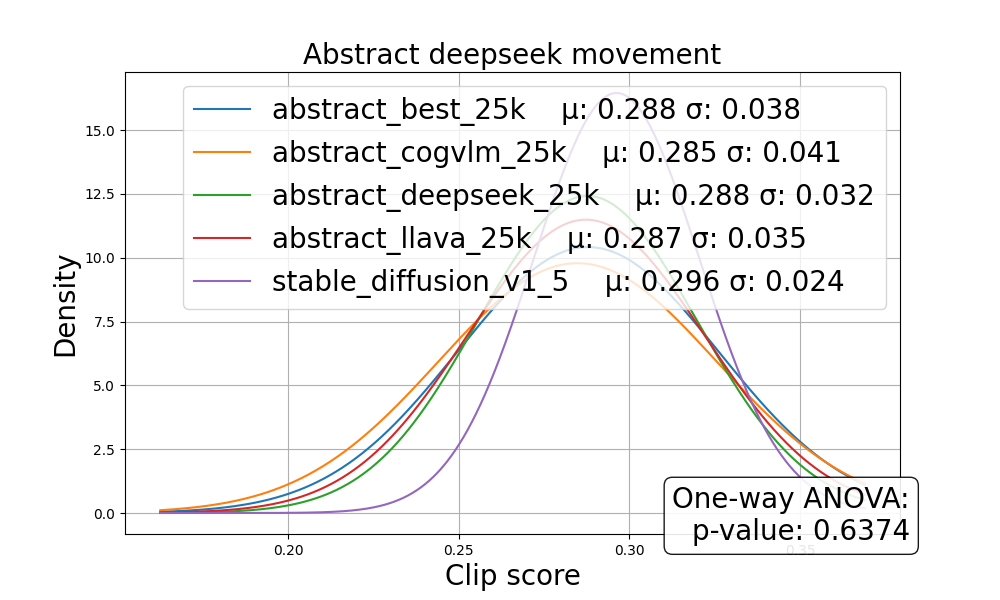 Abstract deepseek movement
abstract_best_25k μ: 0.288 σ: 0.038
abstract_cogvlm_25k μ: 0.285 σ: 0.041
abstract_deepseek_25k μ: 0.288 σ: 0.032
abstract_llava_25k μ: 0.287 σ: 0.035
stable_diffusion_v1_5 μ: 0.296 σ: 0.024
Density
15.0
12.5
10.0
7.5
5.0
2.5
0.0
One-way ANOVA:
p-value: 0.6374
0.20 0.25 0.30 0.35
Clip score